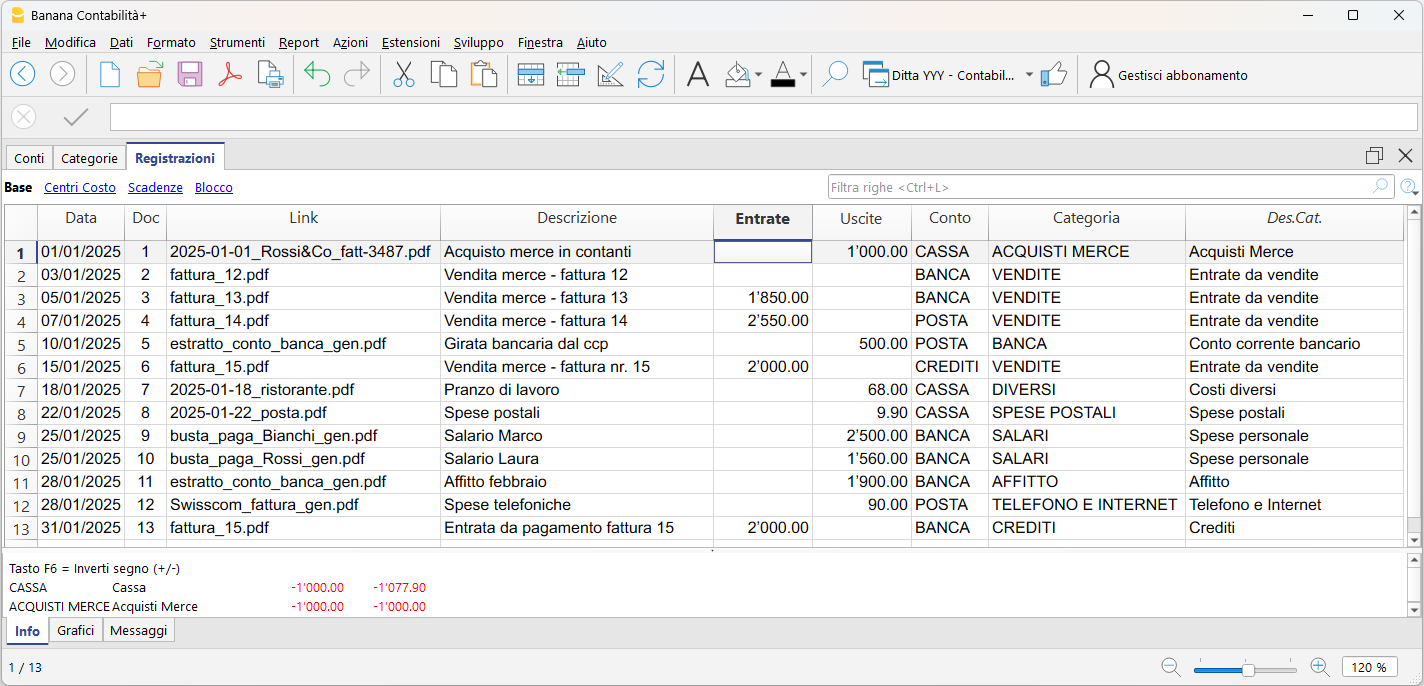 Banana Contabilità+
File Modifica Dati Formato Strumenti Report Azioni Estensioni Sviluppo Finestra Aiuto
Ditta YYY - Contabil... Gestisci abbonamento
Conti Categorie Registrazioni
Base Centri Costo Scadenze Blocco Filtra righe <Ctrl+L>
Data Doc Link Descrizione Entrate Uscite Conto Categoria Des.Cat.
1 01/01/2025 1 2025-01-01_Rossi&Co_fatt-3487.pdf Acquisto merce in contanti 1'000.00 CASSA ACQUISTI MERCE Acquisti Merce
2 03/01/2025 2 fattura_12.pdf Vendita merce - fattura 12 BANCA VENDITE Entrate da vendite
3 05/01/2025 3 fattura_13.pdf Vendita merce - fattura 13 1'850.00 BANCA VENDITE Entrate da vendite
4 07/01/2025 4 fattura_14.pdf Vendita merce - fattura 14 2'550.00 POSTA VENDITE Entrate da vendite
5 10/01/2025 5 estratto_conto_banca_gen.pdf Girata bancaria dal ccp 500.00 POSTA BANCA Conto corrente bancario
6 15/01/2025 6 fattura_15.pdf Vendita merce - fattura nr. 15 2'000.00 CREDITI VENDITE Entrate da vendite
7 18/01/2025 7 2025-01-18_ristorante.pdf Pranzo di lavoro 68.00 CASSA DIVERSI Costi diversi
8 22/01/2025 8 2025-01-22_posta.pdf Spese postali 9.90 CASSA SPESE POSTALI Spese postali
9 25/01/2025 9 busta_paga_Bianchi_gen.pdf Salario Marco 2'500.00 BANCA SALARI Spese personale
10 25/01/2025 10 busta_paga_Rossi_gen.pdf Salario Laura 1'560.00 BANCA SALARI Spese personale
11 28/01/2025 11 estratto_conto_banca_gen.pdf Affitto febbraio 1'900.00 BANCA AFFITTO Affitto
12 28/01/2025 12 Swisscom_fattura_gen.pdf Spese telefoniche 90.00 POSTA TELEFONO E INTERNET Telefono e Internet
13 31/01/2025 13 fattura_15.pdf Entrata da pagamento fattura 15 2'000.00 BANCA CREDITI Crediti
Tasto F6 = Inverti segno (+/-)
CASSA Cassa -1'000.00 -1'077.90
ACQUISTI MERCE Acquisti Merce -1'000.00 -1'000.00
Info Grafici Messaggi
1 / 13 120 %